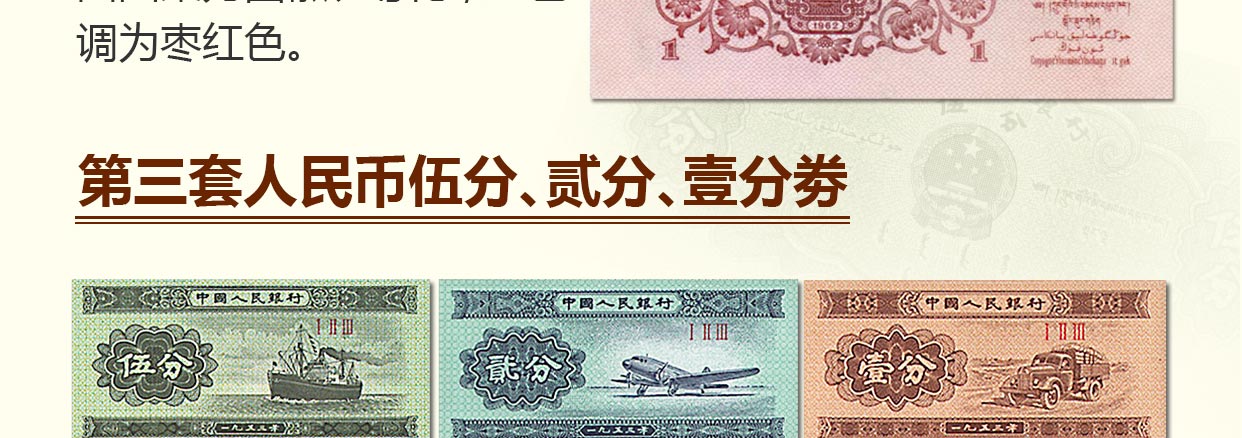 调为枣红色。
1
1962
1
第三套人民币伍分、贰分、壹分券
中國人民銀行
I II III
伍分
一九五三年
中國人民銀行
I II III
貳分
一九五三年
中國人民銀行
I II III
壹分
一九五三年